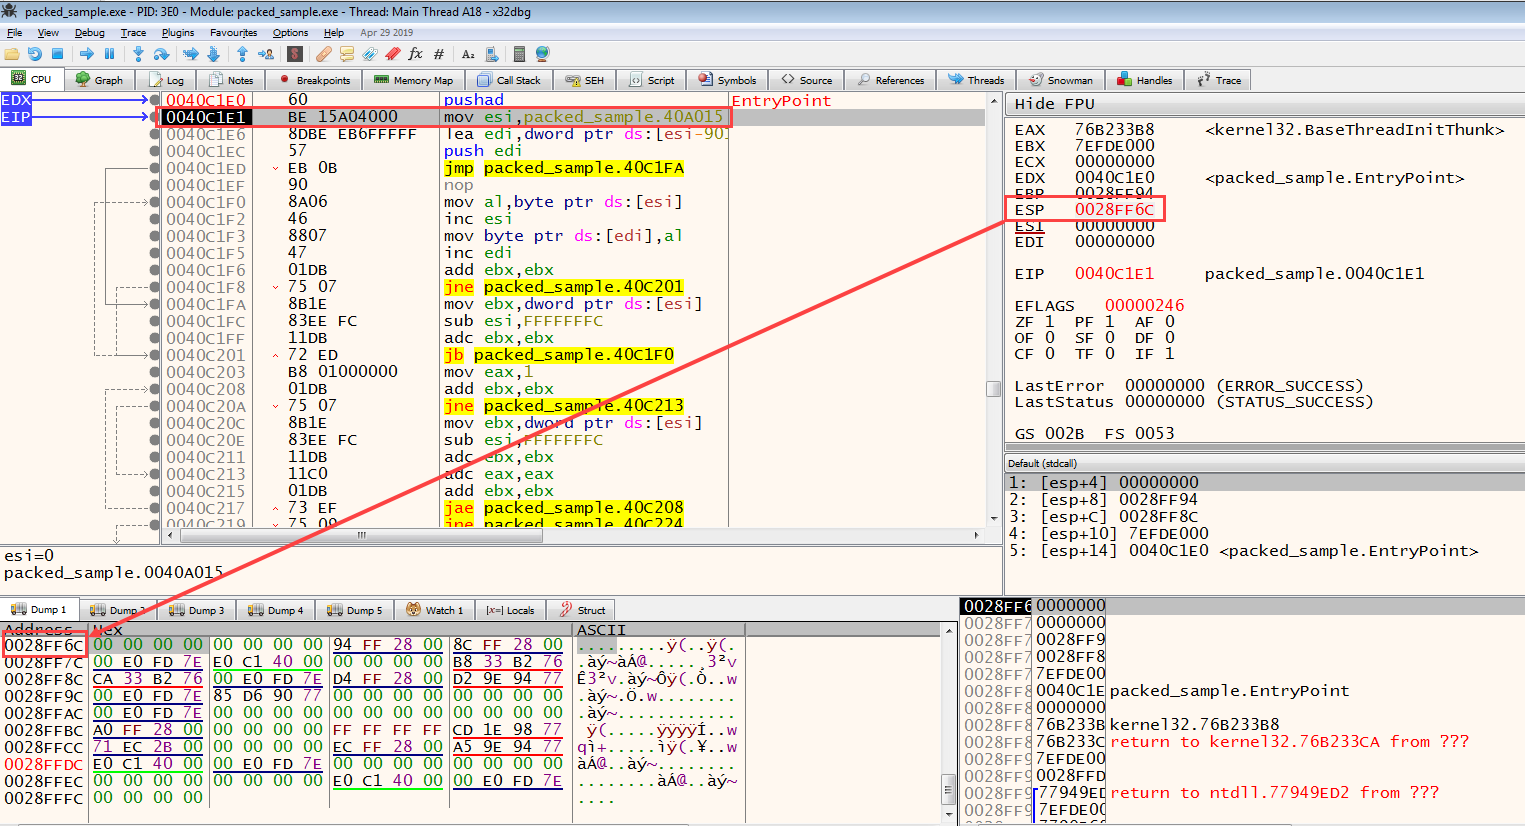 packed_sample.exe - PID: 3E0 - Module: packed_sample.exe - Thread: Main Thread A18 - x32dbg
File View Debug Trace Plugins Favourites Options Help Apr 29 2019
CPU Graph Log Notes Breakpoints Memory Map Call Stack SEH Script Symbols Source References Threads Snowman Handles Trace
EDX 0040C1E0 60 pushad EntryPoint
EIP 0040C1E1 BE 15A04000 mov esi,packed_sample.40A015
0040C1E6 8DBE EB6FFFFF lea edi,dword ptr ds:[esi-901
0040C1EC 57 push edi
0040C1ED EB 0B jmp packed_sample.40C1FA
0040C1EF 90 nop
0040C1F0 8A06 mov al,byte ptr ds:[esi]
0040C1F2 46 inc esi
0040C1F3 8807 mov byte ptr ds:[edi],al
0040C1F5 47 inc edi
0040C1F6 01DB add ebx,ebx
0040C1F8 75 07 jne packed_sample.40C201
0040C1FA 8B1E mov ebx,dword ptr ds:[esi]
0040C1FC 83EE FC sub esi,FFFFFFFC
0040C1FF 11DB adc ebx,ebx
0040C201 72 ED jb packed_sample.40C1F0
0040C203 B8 01000000 mov eax,1
0040C208 01DB add ebx,ebx
0040C20A 75 07 jne packed_sample.40C213
0040C20C 8B1E mov ebx,dword ptr ds:[esi]
0040C20E 83EE FC sub esi,FFFFFFFC
0040C211 11DB adc ebx,ebx
0040C213 11C0 adc eax,eax
0040C215 01DB add ebx,ebx
0040C217 73 EF jae packed_sample.40C208
0040C219 75 09 jne packed_sample.40C224
esi=0
packed_sample.0040A015
Hide FPU
EAX 76B233B8 <kernel32.BaseThreadInitThunk>
EBX 7EFDE000
ECX 00000000
EDX 0040C1E0 <packed_sample.EntryPoint>
EBP 0028FF94
ESP 0028FF6C
ESI 00000000
EDI 00000000
EIP 0040C1E1 packed_sample.0040C1E1
EFLAGS 00000246
ZF 1 PF 1 AF 0
OF 0 SF 0 DF 0
CF 0 TF 0 IF 1
LastError 00000000 (ERROR_SUCCESS)
LastStatus 00000000 (STATUS_SUCCESS)
GS 002B FS 0053
Default (stdcall)
1: [esp+4] 00000000
2: [esp+8] 0028FF94
3: [esp+C] 0028FF8C
4: [esp+10] 7EFDE000
5: [esp+14] 0040C1E0 <packed_sample.EntryPoint>
Dump 1 Dump 2 Dump 3 Dump 4 Dump 5 Watch 1 [x=] Locals Struct
Address Hex ASCII
0028FF6C 00 00 00 00 00 00 00 00 94 FF 28 00 8C FF 28 00 .........ÿ(..ÿ(.
0028FF7C 00 E0 FD 7E E0 C1 40 00 00 00 00 00 B8 33 B2 76 .àý~àÁ@.....¸3²v
0028FF8C CA 33 B2 76 00 E0 FD 7E D4 FF 28 00 D2 9E 94 77 Ê3²v.àý~Ôÿ(.Ò..w
0028FF9C 00 E0 FD 7E 85 D6 90 77 00 00 00 00 00 00 00 00 .àý~.Ö.w........
0028FFAC 00 E0 FD 7E 00 00 00 00 00 00 00 00 00 00 00 00 .àý~............
0028FFBC A0 FF 28 00 00 00 00 00 FF FF FF FF CD 1E 98 77  ÿ(.....ÿÿÿÿÍ..w
0028FFCC 71 EC 2B 00 00 00 00 00 EC FF 28 00 A5 9E 94 77 qì+.....ìÿ(.¥..w
0028FFDC E0 C1 40 00 00 E0 FD 7E 00 00 00 00 00 00 00 00 àÁ@..àý~........
0028FFEC 00 00 00 00 00 00 00 00 E0 C1 40 00 00 E0 FD 7E ........àÁ@..àý~
0028FFFC 00 00 00 00 ....
0028FF6 0000000
0028FF7 0000000
0028FF7 0028FF9
0028FF7 0028FF8
0028FF7 7EFDE00
0028FF8 0040C1E packed_sample.EntryPoint
0028FF8 0000000
0028FF8 76B233B kernel32.76B233B8
0028FF8 76B233C return to kernel32.76B233CA from ???
0028FF9 7EFDE00
0028FF9 0028FFD
0028FF9 77949ED return to ntdll.77949ED2 from ???
0028FF9 7EFDE00